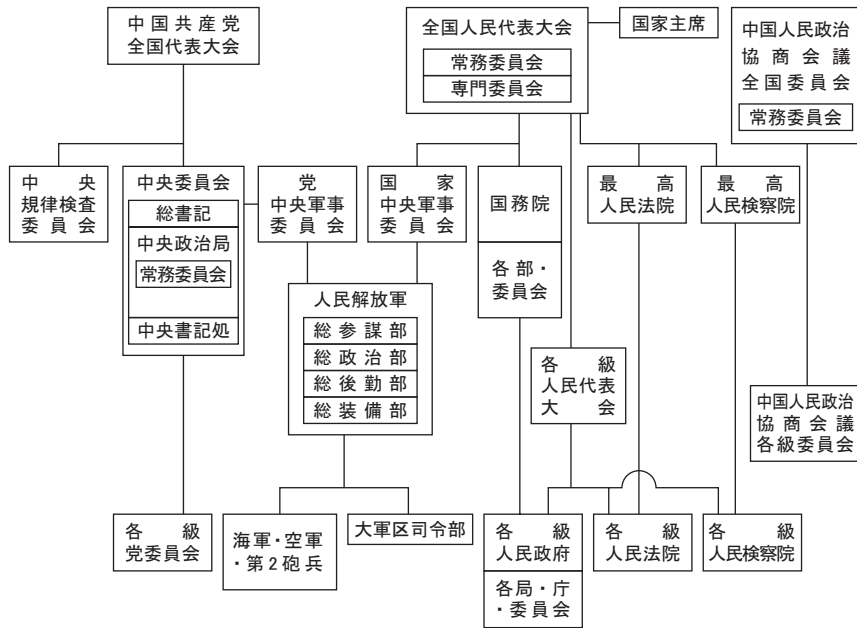 中国共産党
全国代表大会
全国人民代表大会
常務委員会
専門委員会
国家主席
中国人民政治
協商会議
全国委員会
常務委員会
中央
規律検査
委員会
中央委員会
総書記
中央政治局
常務委員会
中央書記処
党
中央軍事
委員会
国家
中央軍事
委員会
国務院
各部・
委員会
最高
人民法院
最高
人民検察院
人民解放軍
総参謀部
総政治部
総後勤部
総装備部
各級
人民代表
大会
中国人民政治
協商会議
各級委員会
各級
党委員会
海軍・空軍
・第2砲兵
大軍区司令部
各級
人民政府
各局・庁
・委員会
各級
人民法院
各級
人民検察院